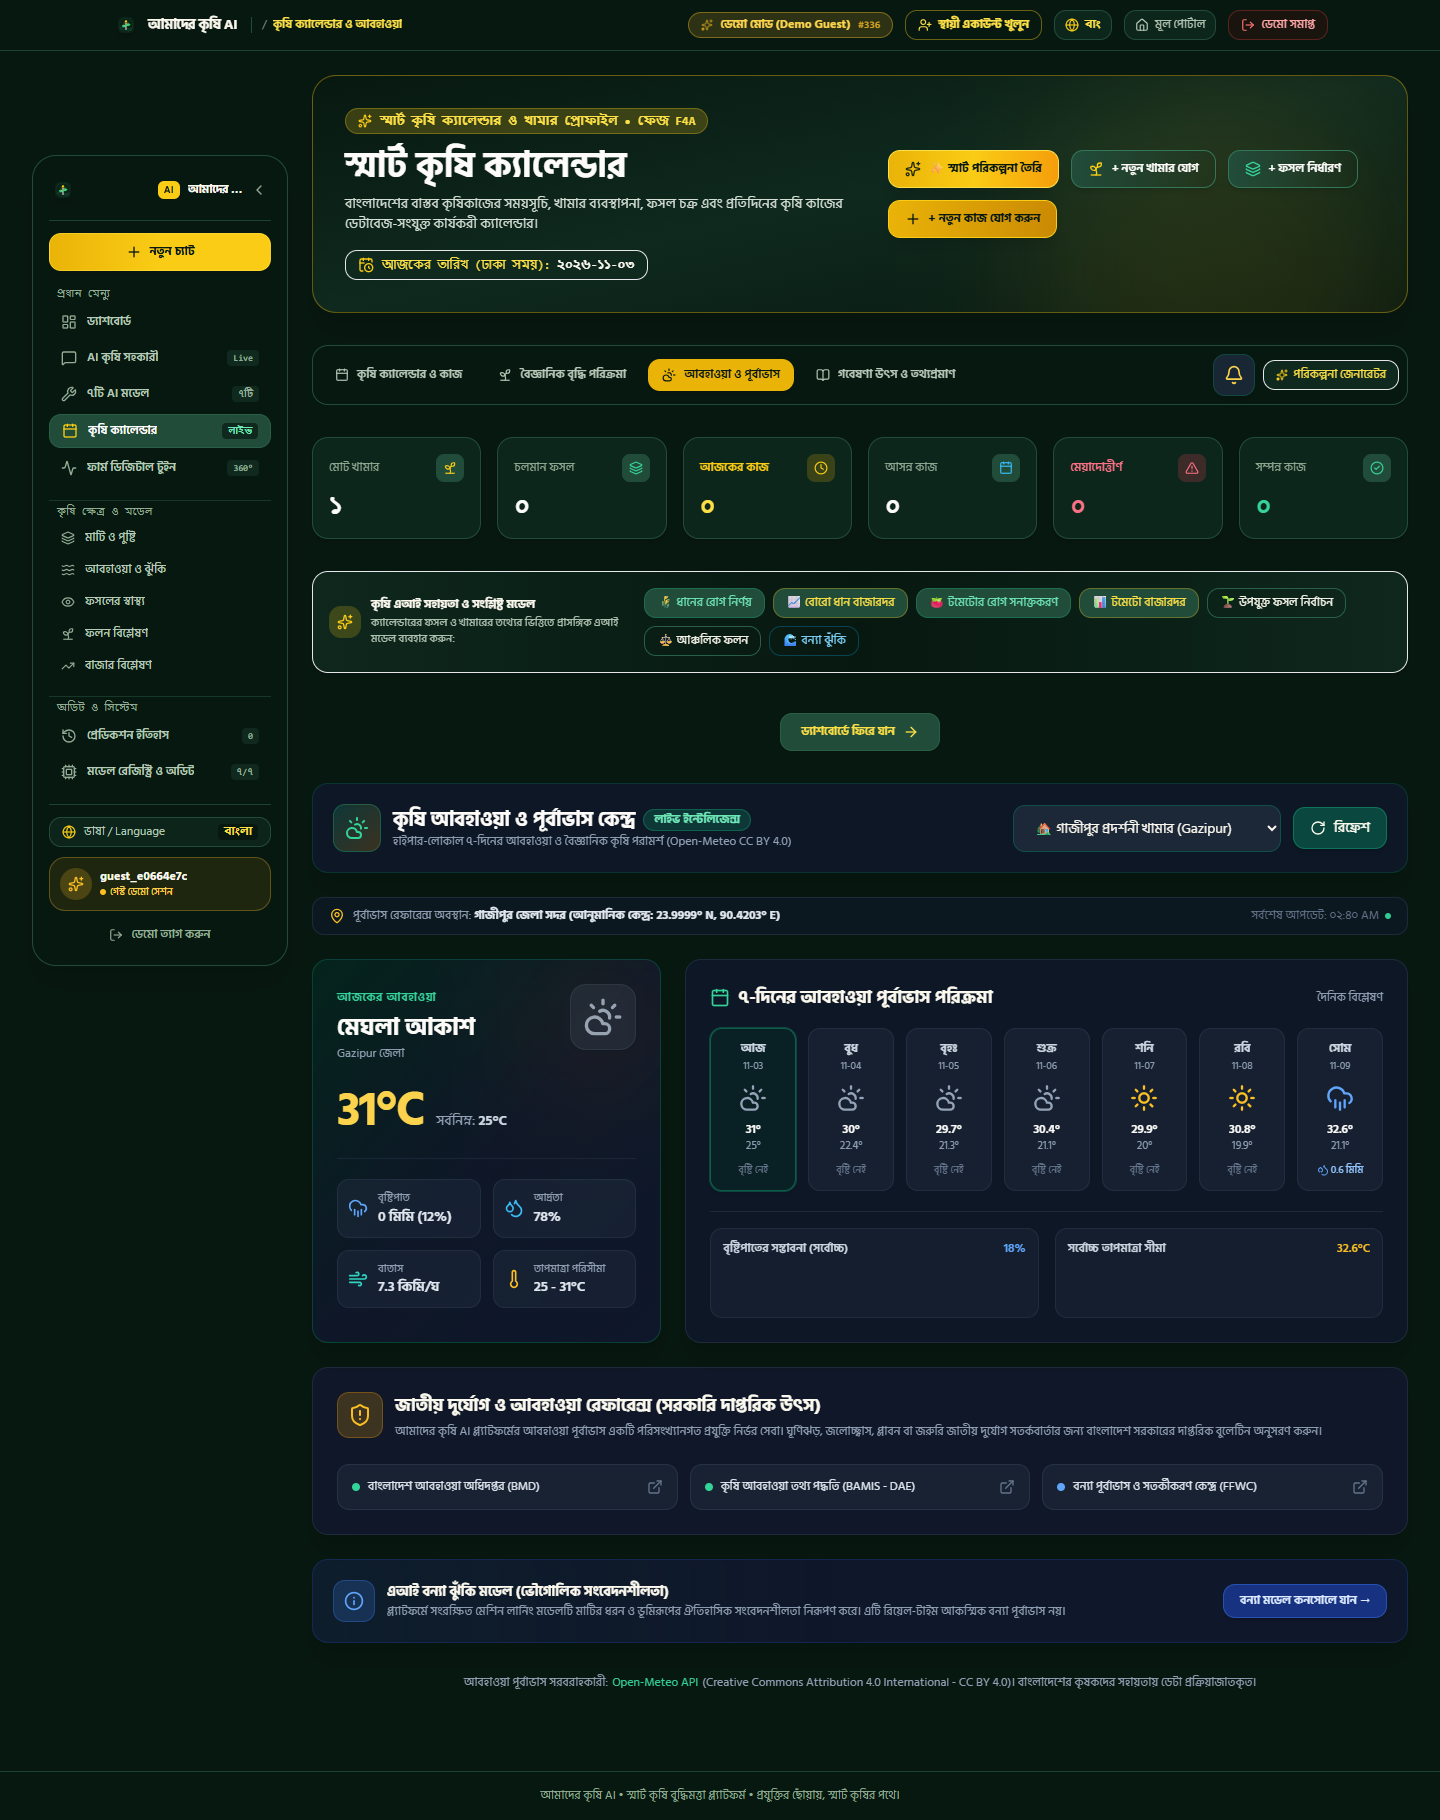 আমাদের কৃষি AI / কৃষি ক্যালেন্ডার ও আবহাওয়া
ডেমো মোড (Demo Guest) #336
স্থায়ী একাউন্ট খুলুন
বাং
মূল পোর্টাল
ডেমো সমাপ্ত
AI আমাদের ...
নতুন চ্যাট
প্রধান মেন্যু
ড্যাশবোর্ড
AI কৃষি সহকারী Live
৭টি AI মডেল ৭টি
কৃষি ক্যালেন্ডার লাইভ
ফার্ম ডিজিটাল টুইন 360°
কৃষি ক্ষেত্র ও মডেল
মাটি ও পুষ্টি
আবহাওয়া ও ঝুঁকি
ফসলের স্বাস্থ্য
ফলন বিশ্লেষণ
বাজার বিশ্লেষণ
অডিট ও সিস্টেম
প্রেডিকশন ইতিহাস 0
মডেল রেজিস্ট্রি ও অডিট ৭/৭
ভাষা / Language বাংলা
guest_e0664e7c
গেস্ট ডেমো সেশন
ডেমো ত্যাগ করুন
স্মার্ট কৃষি ক্যালেন্ডার ও খামার প্রোফাইল • ফেজ F4A
স্মার্ট কৃষি ক্যালেন্ডার
বাংলাদেশের বাস্তব কৃষিকাজের সময়সূচি, খামার ব্যবস্থাপনা, ফসল চক্র এবং প্রতিদিনের কৃষি কাজের
ডেটাবেজ-সংযুক্ত কার্যকরী ক্যালেন্ডার।
আজকের তারিখ (ঢাকা সময়): ২০২৬-১১-০৩
স্মার্ট পরিকল্পনা তৈরি
+ নতুন খামার যোগ
+ ফসল নির্ধারণ
+ নতুন কাজ যোগ করুন
কৃষি ক্যালেন্ডার ও কাজ
বৈজ্ঞানিক বৃদ্ধি পরিক্রমা
আবহাওয়া ও পূর্বাভাস
গবেষণা উৎস ও তথ্যপ্রমাণ
পরিকল্পনা জেনারেটর
মোট খামার
১
চলমান ফসল
০
আজকের কাজ
০
আসন্ন কাজ
০
মেয়াদোত্তীর্ণ
০
সম্পন্ন কাজ
০
কৃষি এআই সহায়তা ও সংশ্লিষ্ট মডেল
ক্যালেন্ডারের ফসল ও খামারের তথ্যের ভিত্তিতে প্রাসঙ্গিক এআই
মডেল ব্যবহার করুন:
ধানের রোগ নির্ণয়
বোরো ধান বাজারদর
টমেটোর রোগ সনাক্তকরণ
টমেটো বাজারদর
উপযুক্ত ফসল নির্বাচন
আঞ্চলিক ফলন
বন্যা ঝুঁকি
ড্যাশবোর্ডে ফিরে যান →
কৃষি আবহাওয়া ও পূর্বাভাস কেন্দ্র লাইভ ইন্টেলিজেন্স
হাইপার-লোকাল ৭-দিনের আবহাওয়া ও বৈজ্ঞানিক কৃষি পরামর্শ (Open-Meteo CC BY 4.0)
গাজীপুর প্রদর্শনী খামার (Gazipur)
রিফ্রেশ
পূর্বাভাস রেফারেন্স অবস্থান: গাজীপুর জেলা সদর (আনুমানিক কেন্দ্র: 23.9999° N, 90.4203° E)
সর্বশেষ আপডেট: ০২:৪০ AM
আজকের আবহাওয়া
মেঘলা আকাশ
Gazipur জেলা
31°C সর্বনিম্ন: 25°C
বৃষ্টিপাত
0 মিমি (12%)
আর্দ্রতা
78%
বাতাস
7.3 কিমি/ঘ
তাপমাত্রা পরিসীমা
25 - 31°C
৭-দিনের আবহাওয়া পূর্বাভাস পরিক্রমা
দৈনিক বিশ্লেষণ
আজ বুধ বৃহঃ শুক্র শনি রবি সোম
11-03 11-04 11-05 11-06 11-07 11-08 11-09
31° 30° 29.7° 30.4° 29.9° 30.8° 32.6°
25° 22.4° 21.3° 21.1° 20° 19.9° 21.1°
বৃষ্টি নেই বৃষ্টি নেই বৃষ্টি নেই বৃষ্টি নেই বৃষ্টি নেই বৃষ্টি নেই 0.6 মিমি
বৃষ্টিপাতের সম্ভাবনা (সর্বোচ্চ) 18%
সর্বোচ্চ তাপমাত্রা সীমা 32.6°C
জাতীয় দুর্যোগ ও আবহাওয়া রেফারেন্স (সরকারি দাপ্তরিক উৎস)
আমাদের কৃষি AI প্ল্যাটফর্মের আবহাওয়া পূর্বাভাস একটি পরিসংখ্যানগত প্রযুক্তি নির্ভর সেবা। ঘূর্ণিঝড়, জলোচ্ছ্বাস, প্লাবন বা জরুরি জাতীয় দুর্যোগ সতর্কবার্তার জন্য বাংলাদেশ সরকারের দাপ্তরিক বুলেটিন অনুসরণ করুন।
বাংলাদেশ আবহাওয়া অধিদপ্তর (BMD)
কৃষি আবহাওয়া তথ্য পদ্ধতি (BAMIS - DAE)
বন্যা পূর্বাভাস ও সতর্কীকরণ কেন্দ্র (FFWC)
এআই বন্যা ঝুঁকি মডেল (ভৌগোলিক সংবেদনশীলতা)
প্ল্যাটফর্মে সংরক্ষিত মেশিন লার্নিং মডেলটি মাটির ধরন ও ভূমিরূপের ঐতিহাসিক সংবেদনশীলতা নিরূপণ করে। এটি রিয়েল-টাইম আকস্মিক বন্যা পূর্বাভাস নয়।
বন্যা মডেল কনসোলে যান →
আবহাওয়া পূর্বাভাস সরবরাহকারী: Open-Meteo API (Creative Commons Attribution 4.0 International - CC BY 4.0)। বাংলাদেশের কৃষকদের সহায়তায় ডেটা প্রক্রিয়াজাতকৃত।
আমাদের কৃষি AI • স্মার্ট কৃষি বুদ্ধিমত্তা প্ল্যাটফর্ম • প্রযুক্তির ছোঁয়ায়, স্মার্ট কৃষির পথে।